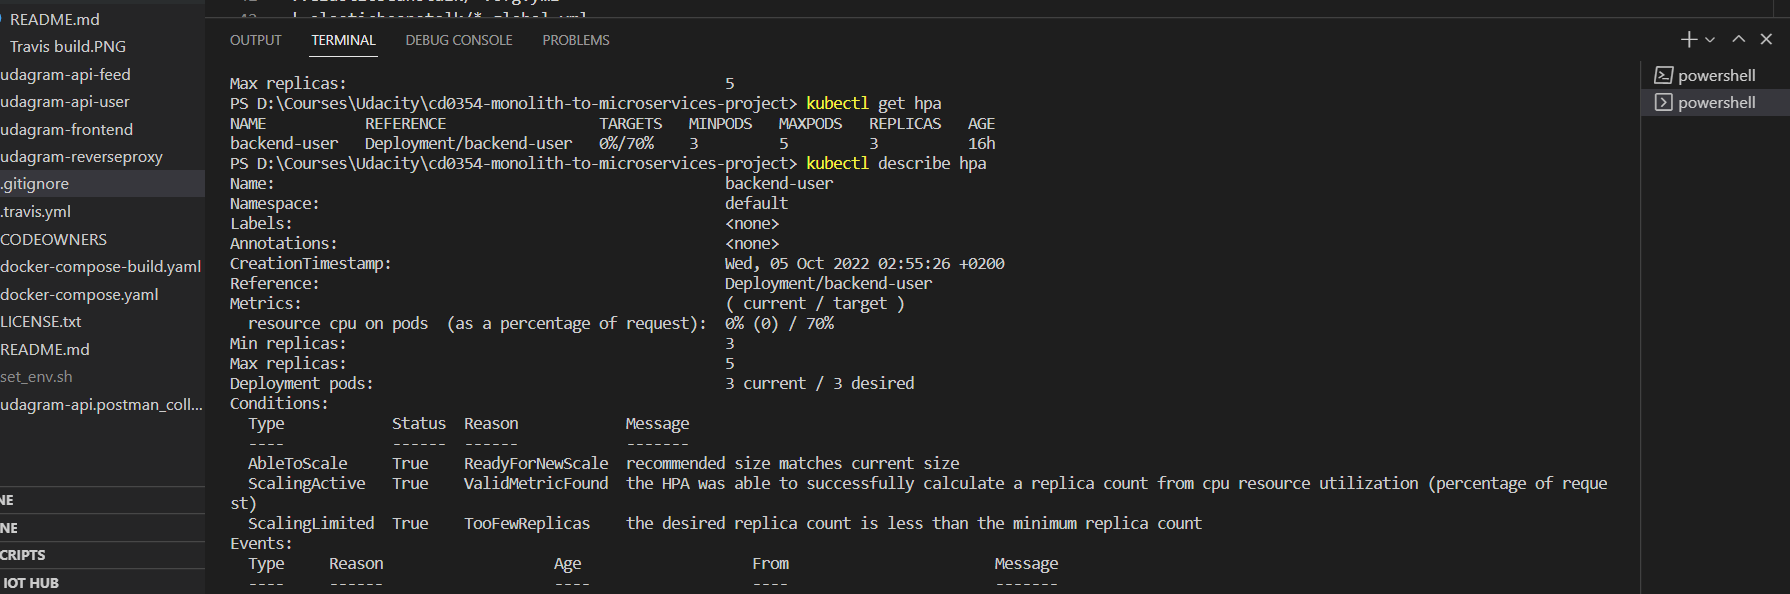 README.md
Travis build.PNG
udagram-api-feed
udagram-api-user
udagram-frontend
udagram-reverseproxy
.gitignore
.travis.yml
CODEOWNERS
docker-compose-build.yaml
docker-compose.yaml
LICENSE.txt
README.md
set_env.sh
udagram-api.postman_coll...
NE
NE
CRIPTS
IOT HUB
OUTPUT TERMINAL DEBUG CONSOLE PROBLEMS
Max replicas: 5
PS D:\Courses\Udacity\cd0354-monolith-to-microservices-project> kubectl get hpa
NAME REFERENCE TARGETS MINPODS MAXPODS REPLICAS AGE
backend-user Deployment/backend-user 0%/70% 3 5 3 16h
PS D:\Courses\Udacity\cd0354-monolith-to-microservices-project> kubectl describe hpa
Name: backend-user
Namespace: default
Labels: <none>
Annotations: <none>
CreationTimestamp: Wed, 05 Oct 2022 02:55:26 +0200
Reference: Deployment/backend-user
Metrics: ( current / target )
resource cpu on pods (as a percentage of request): 0% (0) / 70%
Min replicas: 3
Max replicas: 5
Deployment pods: 3 current / 3 desired
Conditions:
Type Status Reason Message
---- ------ ------ -------
AbleToScale True ReadyForNewScale recommended size matches current size
ScalingActive True ValidMetricFound the HPA was able to successfully calculate a replica count from cpu resource utilization (percentage of reque
st)
ScalingLimited True TooFewReplicas the desired replica count is less than the minimum replica count
Events:
Type Reason Age From Message
---- ------ ---- ---- -------
powershell
powershell